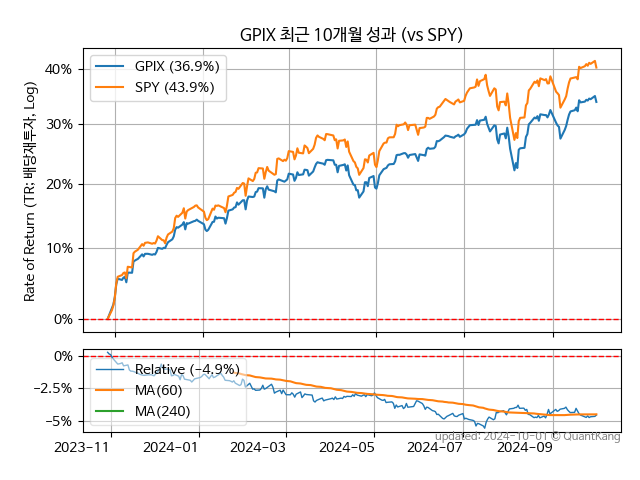 GPIX 최근 10개월 성과 (vs SPY)
GPIX (36.9%)
SPY (43.9%)
40%
30%
20%
10%
0%
Rate of Return (TR: 배당재투자, Log)
0%
−2.5%
−5%
Relative (−4.9%)
MA(60)
MA(240)
2023-11
2024-01
2024-03
2024-05
2024-07
2024-09
updated: 2024-10-01 © QuantKang